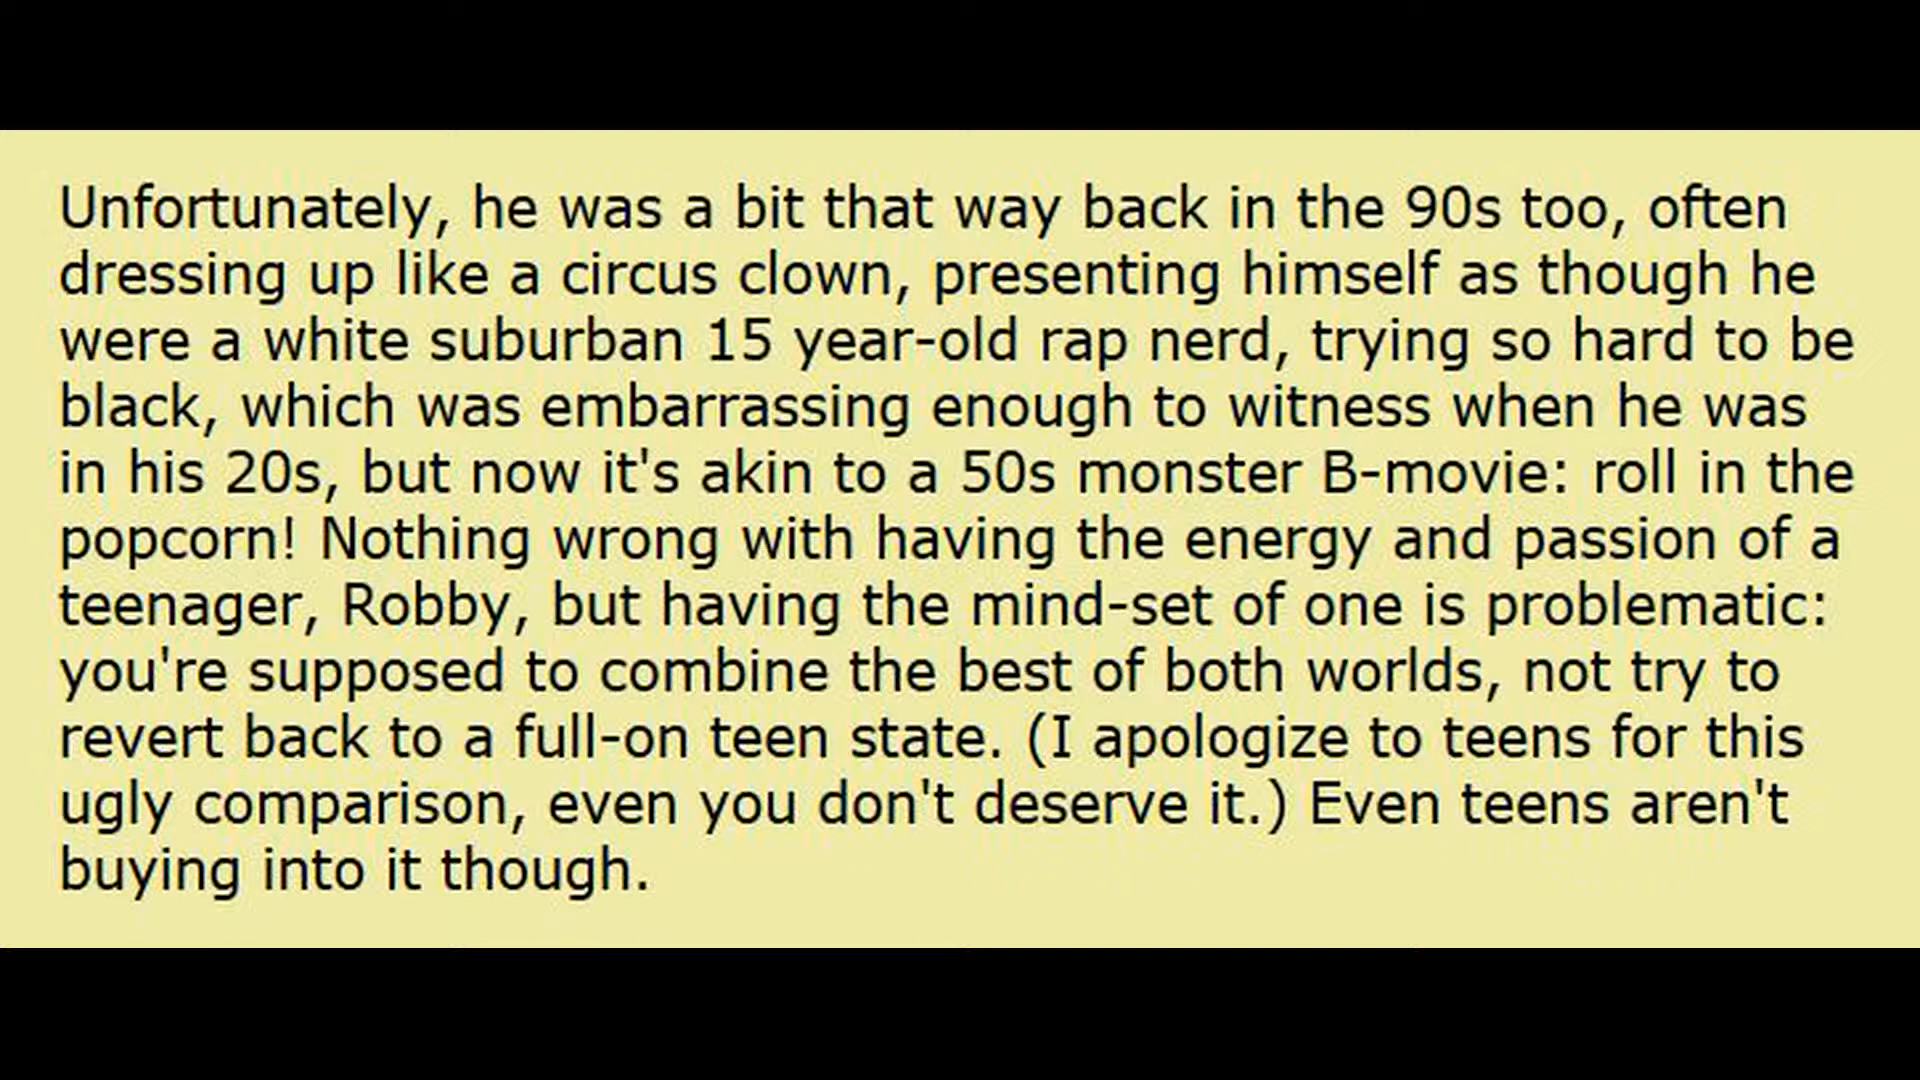 Unfortunately, he was a bit that way back in the 90s too, often
dressing up like a circus clown, presenting himself as though he
were a white suburban 15 year-old rap nerd, trying so hard to be
black, which was embarrassing enough to witness when he was
in his 20s, but now it's akin to a 50s monster B-movie: roll in the
popcorn! Nothing wrong with having the energy and passion of a
teenager, Robby, but having the mind-set of one is problematic:
you're supposed to combine the best of both worlds, not try to
revert back to a full-on teen state. (I apologize to teens for this
ugly comparison, even you don't deserve it.) Even teens aren't
buying into it though.